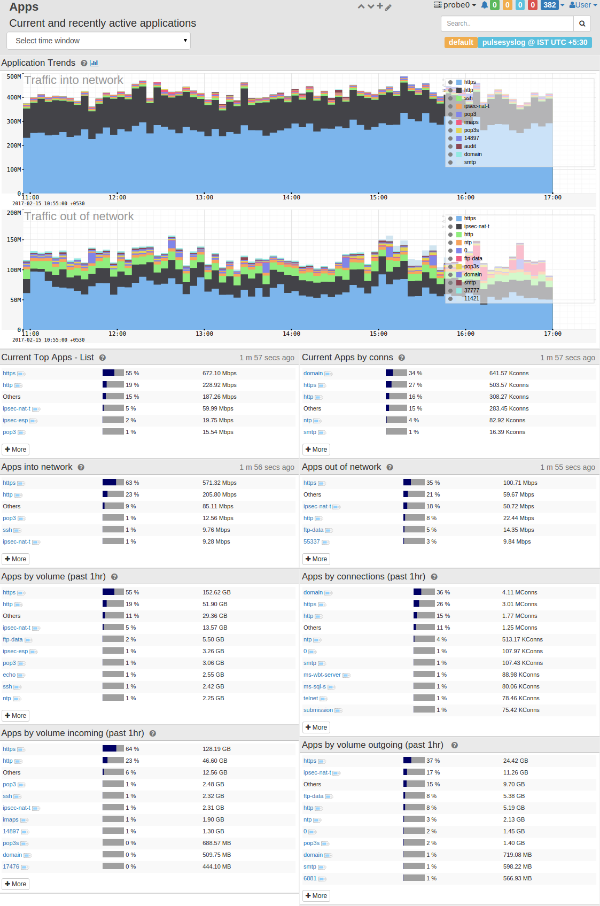 Apps
probe0
0
0
0
0
382
User
Current and recently active applications
Search..
Select time window
default
pulsesyslog @ IST UTC +5:30
Application Trends
500M
400M
300M
200M
100M
0
Traffic into network
https
http
ssh
ipsec-nat-t
pop3
imaps
pop3s
14897
audit
domain
smtp
11:00 12:00 13:00 14:00 15:00 16:00 17:00
2017-02-15 10:55:00 +0530
200M
150M
100M
50M
0
Traffic out of network
https
ipsec-nat-t
http
ntp
0
ftp-data
pop3s
domain
smtp
37777
11421
11:00 12:00 13:00 14:00 15:00 16:00 17:00
2017-02-15 10:55:00 +0530
Current Top Apps - List 1 m 57 secs ago
https 55 % 672.10 Mbps
http 19 % 228.92 Mbps
Others 15 % 187.26 Mbps
ipsec-nat-t 5 % 59.99 Mbps
ipsec-esp 2 % 19.75 Mbps
pop3 1 % 15.54 Mbps
More
Current Apps by conns 1 m 57 secs ago
domain 34 % 641.57 Kconns
https 27 % 503.57 Kconns
http 16 % 308.27 Kconns
Others 15 % 283.45 Kconns
ntp 4 % 82.92 Kconns
smtp 1 % 16.39 Kconns
More
Apps into network 1 m 56 secs ago
https 63 % 571.32 Mbps
http 23 % 205.80 Mbps
Others 9 % 85.11 Mbps
pop3 1 % 12.56 Mbps
ssh 1 % 9.76 Mbps
ipsec-nat-t 1 % 9.28 Mbps
More
Apps out of network 1 m 55 secs ago
https 35 % 100.71 Mbps
Others 21 % 59.67 Mbps
ipsec-nat-t 18 % 50.72 Mbps
http 8 % 22.44 Mbps
ftp-data 5 % 14.35 Mbps
55337 3 % 9.84 Mbps
More
Apps by volume (past 1hr)
https 55 % 152.62 GB
http 19 % 51.90 GB
Others 11 % 29.36 GB
ipsec-nat-t 5 % 13.57 GB
ftp-data 2 % 5.50 GB
ipsec-esp 1 % 3.26 GB
pop3 1 % 3.06 GB
echo 1 % 2.55 GB
ssh 1 % 2.42 GB
ntp 1 % 2.25 GB
More
Apps by connections (past 1hr)
domain 36 % 4.11 MConns
https 26 % 3.01 MConns
http 15 % 1.77 MConns
Others 11 % 1.25 MConns
ntp 4 % 513.17 KConns
0 1 % 107.97 KConns
smtp 1 % 107.43 KConns
ms-wbt-server 1 % 88.98 KConns
ms-sql-s 1 % 80.06 KConns
telnet 1 % 78.46 KConns
submission 1 % 75.42 KConns
More
Apps by volume incoming (past 1hr)
https 64 % 128.19 GB
http 23 % 46.60 GB
Others 6 % 12.56 GB
pop3 1 % 2.48 GB
ssh 1 % 2.32 GB
ipsec-nat-t 1 % 2.31 GB
imaps 1 % 1.90 GB
14897 1 % 1.30 GB
pop3s 0 % 688.57 MB
domain 0 % 509.75 MB
17476 0 % 444.10 MB
More
Apps by volume outgoing (past 1hr)
https 37 % 24.42 GB
ipsec-nat-t 17 % 11.26 GB
Others 15 % 9.70 GB
ftp-data 8 % 5.38 GB
http 8 % 5.19 GB
ntp 3 % 2.13 GB
0 2 % 1.45 GB
pop3s 2 % 1.40 GB
domain 1 % 719.08 MB
smtp 1 % 598.22 MB
6881 1 % 566.93 MB
More